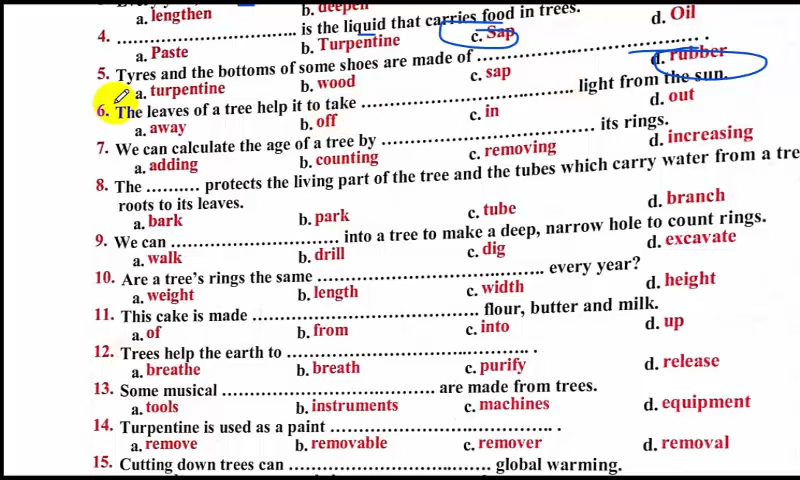 a. lengthen b. deepen
4. .............................. is the liquid that carries food in trees.
a. Paste b. Turpentine c. Sap d. Oil
5. Tyres and the bottoms of some shoes are made of ........................................ .
a. turpentine b. wood c. sap d. rubber
6. The leaves of a tree help it to take .................................... light from the sun.
a. away b. off c. in d. out
7. We can calculate the age of a tree by ................................... its rings.
a. adding b. counting c. removing d. increasing
8. The .......... protects the living part of the tree and the tubes which carry water from a tre
roots to its leaves.
a. bark b. park c. tube d. branch
9. We can ............................ into a tree to make a deep, narrow hole to count rings.
a. walk b. drill c. dig d. excavate
10. Are a tree's rings the same ...................................... every year?
a. weight b. length c. width d. height
11. This cake is made ...................................... flour, butter and milk.
a. of b. from c. into d. up
12. Trees help the earth to ........................................ .
a. breathe b. breath c. purify d. release
13. Some musical .................................... are made from trees.
a. tools b. instruments c. machines d. equipment
14. Turpentine is used as a paint ...................................... .
a. remove b. removable c. remover d. removal
15. Cutting down trees can ........................... global warming.